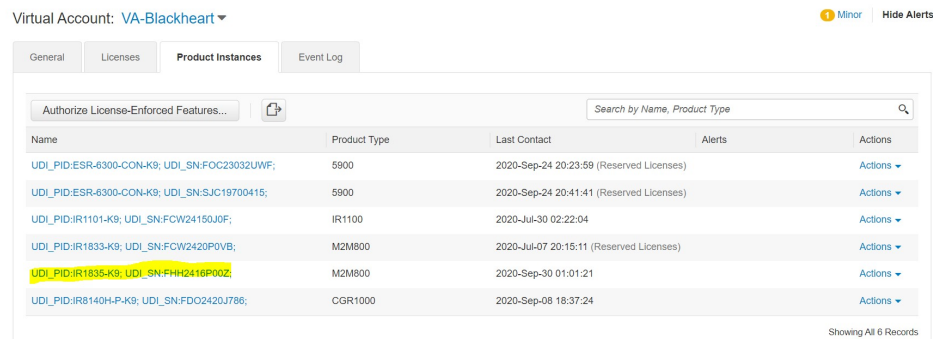 Virtual Account: VA-Blackheart
1 Minor Hide Alerts
General Licenses Product Instances Event Log
Authorize License-Enforced Features... Search by Name, Product Type
Name Product Type Last Contact Alerts Actions
UDI_PID:ESR-6300-CON-K9; UDI_SN:FOC23032UWF; 5900 2020-Sep-24 20:23:59 (Reserved Licenses) Actions
UDI_PID:ESR-6300-CON-K9; UDI_SN:SJC19700415; 5900 2020-Sep-24 20:41:41 (Reserved Licenses) Actions
UDI_PID:IR1101-K9; UDI_SN:FCW24150J0F; IR1100 2020-Jul-30 02:22:04 Actions
UDI_PID:IR1833-K9; UDI_SN:FCW2420P0VB; M2M800 2020-Jul-07 20:15:11 (Reserved Licenses) Actions
UDI_PID:IR1835-K9; UDI_SN:FHH2416P00Z; M2M800 2020-Sep-30 01:01:21 Actions
UDI_PID:IR8140H-P-K9; UDI_SN:FDO2420J786; CGR1000 2020-Sep-08 18:37:24 Actions
Showing All 6 Records